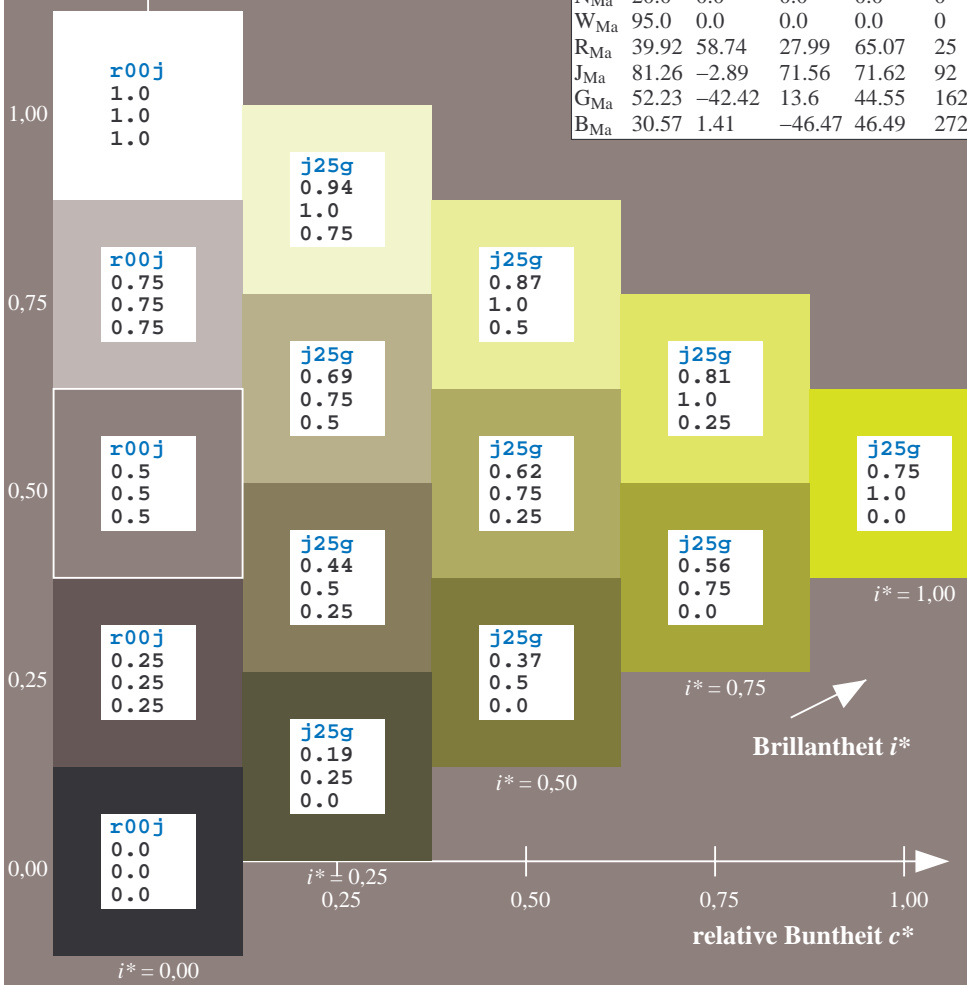 W_Ma 95.0 0.0 0.0 0.0 0
R_Ma 39.92 58.74 27.99 65.07 25
J_Ma 81.26 −2.89 71.56 71.62 92
G_Ma 52.23 −42.42 13.6 44.55 162
B_Ma 30.57 1.41 −46.47 46.49 272
1,00
0,75
0,50
0,25
0,00
r00j
1.0
1.0
1.0
r00j
0.75
0.75
0.75
r00j
0.5
0.5
0.5
r00j
0.25
0.25
0.25
r00j
0.0
0.0
0.0
i* = 0,00
j25g
0.94
1.0
0.75
j25g
0.69
0.75
0.5
j25g
0.44
0.5
0.25
j25g
0.19
0.25
0.0
i* = 0,25
j25g
0.87
1.0
0.5
j25g
0.62
0.75
0.25
j25g
0.37
0.5
0.0
i* = 0,50
j25g
0.81
1.0
0.25
j25g
0.56
0.75
0.0
i* = 0,75
j25g
0.75
1.0
0.0
i* = 1,00
Brillantheit i*
0,25 0,50 0,75 1,00
relative Buntheit c*